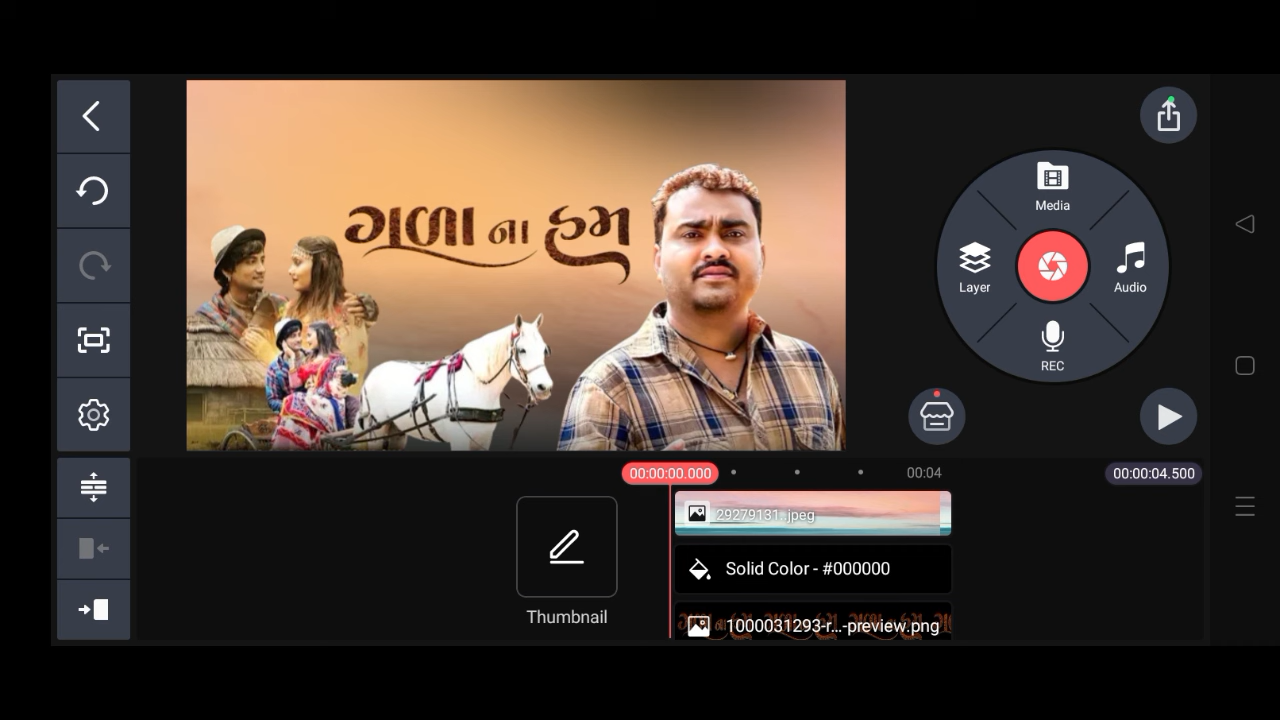 ગળા ના હમ
Media
Layer
Audio
REC
00:00:00.000
00:04
00:00:04.500
29279131..jpeg
Solid Color - #000000
1000031293-r...-preview.png
Thumbnail